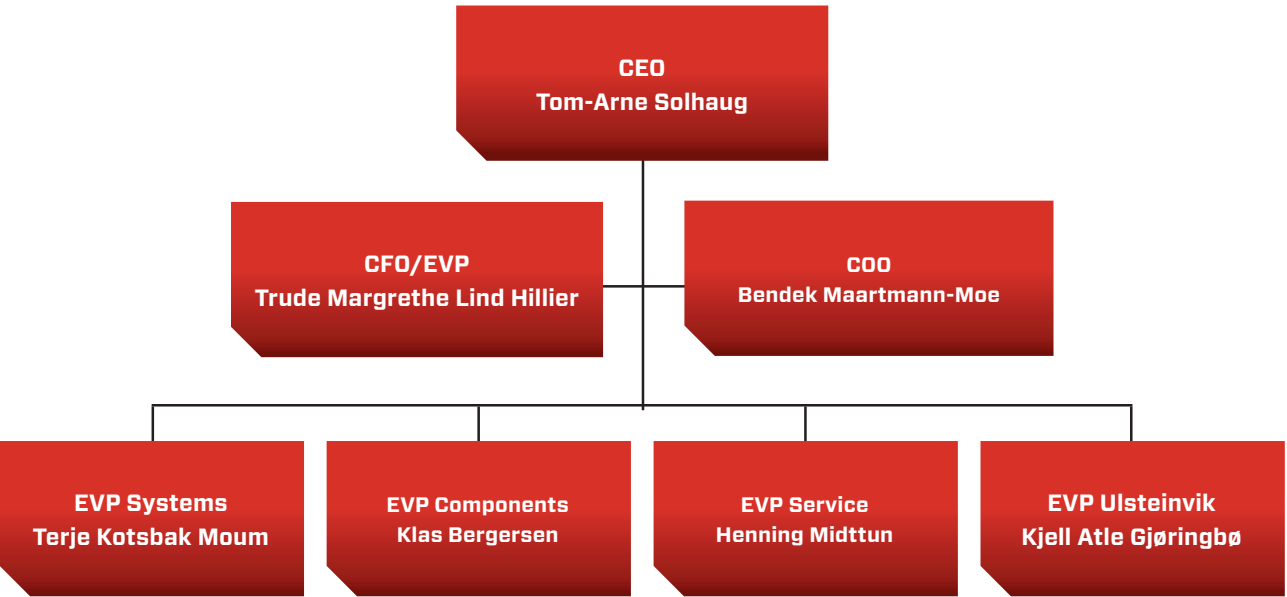 CEO
Tom-Arne Solhaug
CFO/EVP
Trude Margrethe Lind Hillier
COO
Bendek Maartmann-Moe
EVP Systems
Terje Kotsbak Moum
EVP Components
Klas Bergersen
EVP Service
Henning Midttun
EVP Ulsteinvik
Kjell Atle Gjøringbø